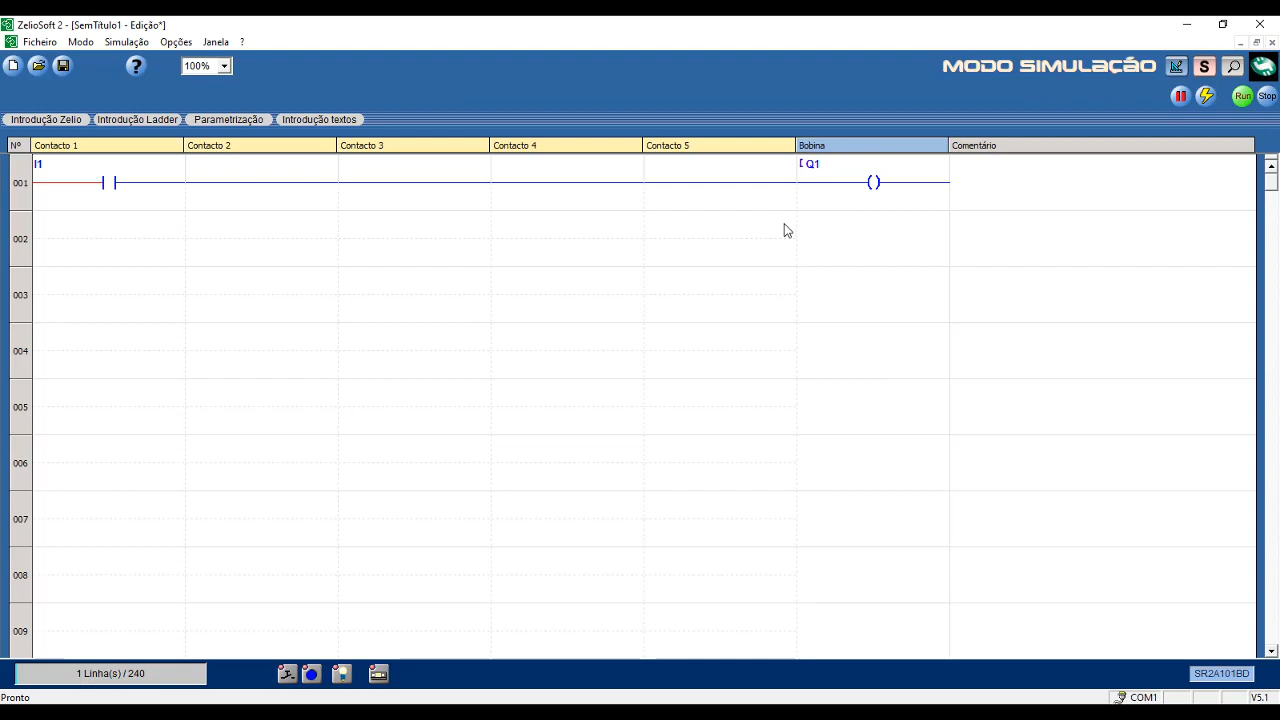 ZelioSoft 2 - [SemTítulo1 - Edição*]
Ficheiro Modo Simulação Opções Janela ?
? 100% MODO SIMULAÇÃO S
Run Stop
Introdução Zelio Introdução Ladder Parametrização Introdução textos
Nº Contacto 1 Contacto 2 Contacto 3 Contacto 4 Contacto 5 Bobina Comentário
I1 [ Q1
001
002
003
004
005
006
007
008
009
1 Linha(s) / 240 SR2A101BD
Pronto COM1 V5.1